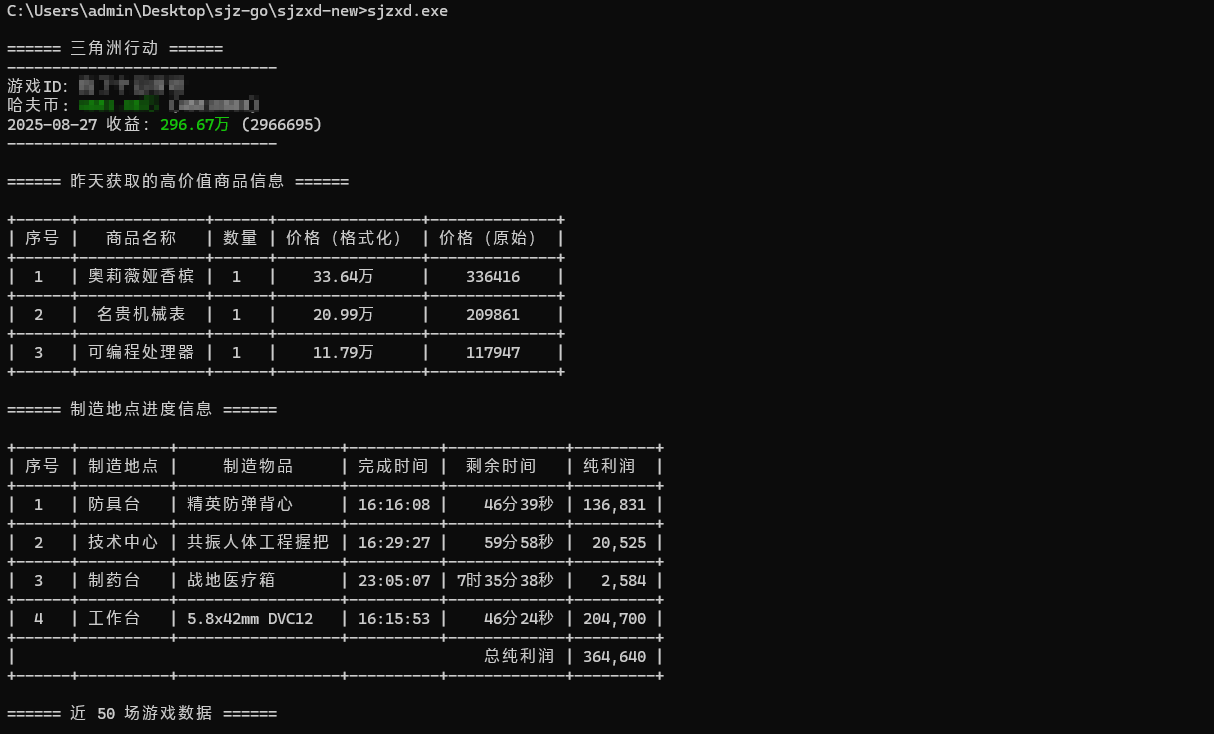 C:\Users\admin\Desktop\sjz-go\sjzxd-new>sjzxd.exe
====== 三角洲行动 ======
------------------------------
游戏ID:
哈夫币:
2025-08-27 收益: 296.67万 (2966695)
------------------------------
====== 昨天获取的高价值商品信息 ======
+------+--------------+------+----------------+--------------+
| 序号 | 商品名称 | 数量 | 价格 (格式化) | 价格 (原始) |
+------+--------------+------+----------------+--------------+
| 1 | 奥莉薇娅香槟 | 1 | 33.64万 | 336416 |
+------+--------------+------+----------------+--------------+
| 2 | 名贵机械表 | 1 | 20.99万 | 209861 |
+------+--------------+------+----------------+--------------+
| 3 | 可编程处理器 | 1 | 11.79万 | 117947 |
+------+--------------+------+----------------+--------------+
====== 制造地点进度信息 ======
+------+----------+------------------+----------+-------------+---------+
| 序号 | 制造地点 | 制造物品 | 完成时间 | 剩余时间 | 纯利润 |
+------+----------+------------------+----------+-------------+---------+
| 1 | 防具台 | 精英防弹背心 | 16:16:08 | 46分39秒 | 136,831 |
+------+----------+------------------+----------+-------------+---------+
| 2 | 技术中心 | 共振人体工程握把 | 16:29:27 | 59分58秒 | 20,525 |
+------+----------+------------------+----------+-------------+---------+
| 3 | 制药台 | 战地医疗箱 | 23:05:07 | 7时35分38秒 | 2,584 |
+------+----------+------------------+----------+-------------+---------+
| 4 | 工作台 | 5.8x42mm DVC12 | 16:15:53 | 46分24秒 | 204,700 |
+------+----------+------------------+----------+-------------+---------+
| 总纯利润 | 364,640 |
+------+----------+------------------+----------+-------------+---------+
====== 近 50 场游戏数据 ======